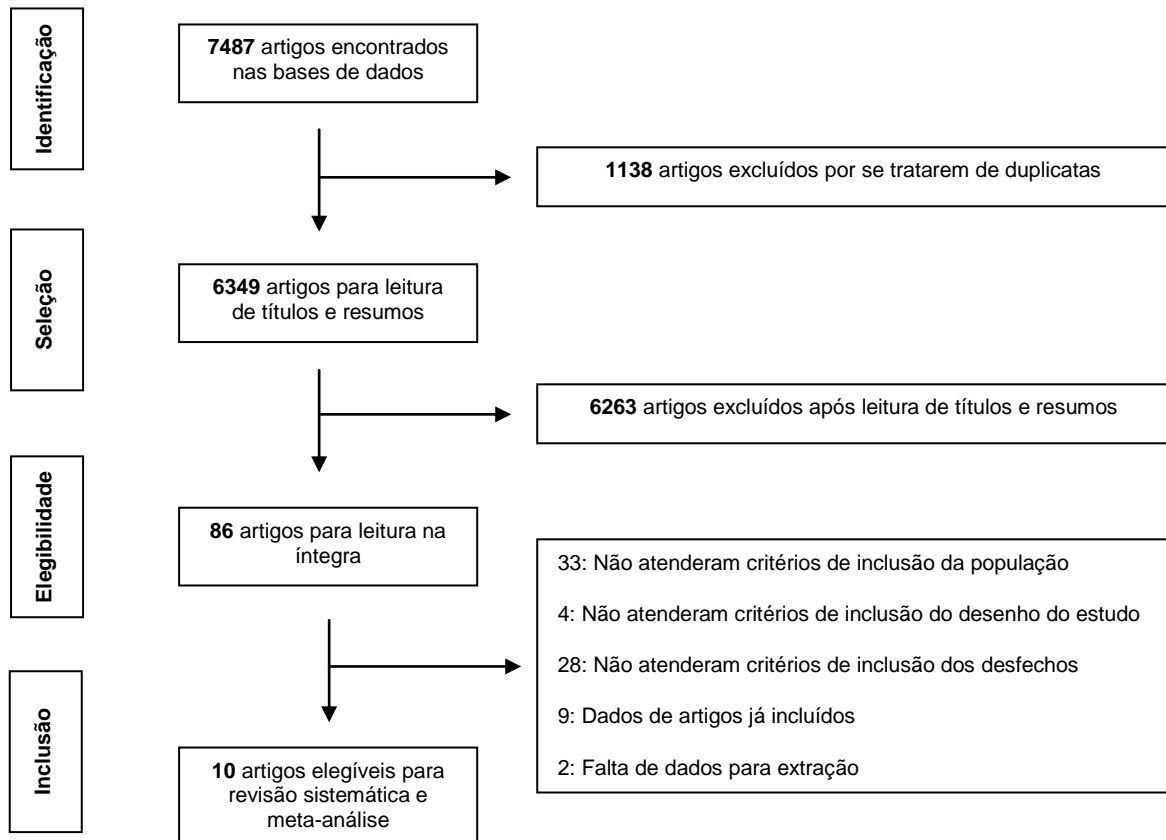 Identificação
7487 artigos encontrados
nas bases de dados
1138 artigos excluídos por se tratarem de duplicatas
Seleção
6349 artigos para leitura
de títulos e resumos
6263 artigos excluídos após leitura de títulos e resumos
Elegibilidade
86 artigos para leitura na
íntegra
33: Não atenderam critérios de inclusão da população
4: Não atenderam critérios de inclusão do desenho do estudo
28: Não atenderam critérios de inclusão dos desfechos
9: Dados de artigos já incluídos
2: Falta de dados para extração
Inclusão
10 artigos elegíveis para
revisão sistemática e
meta-análise